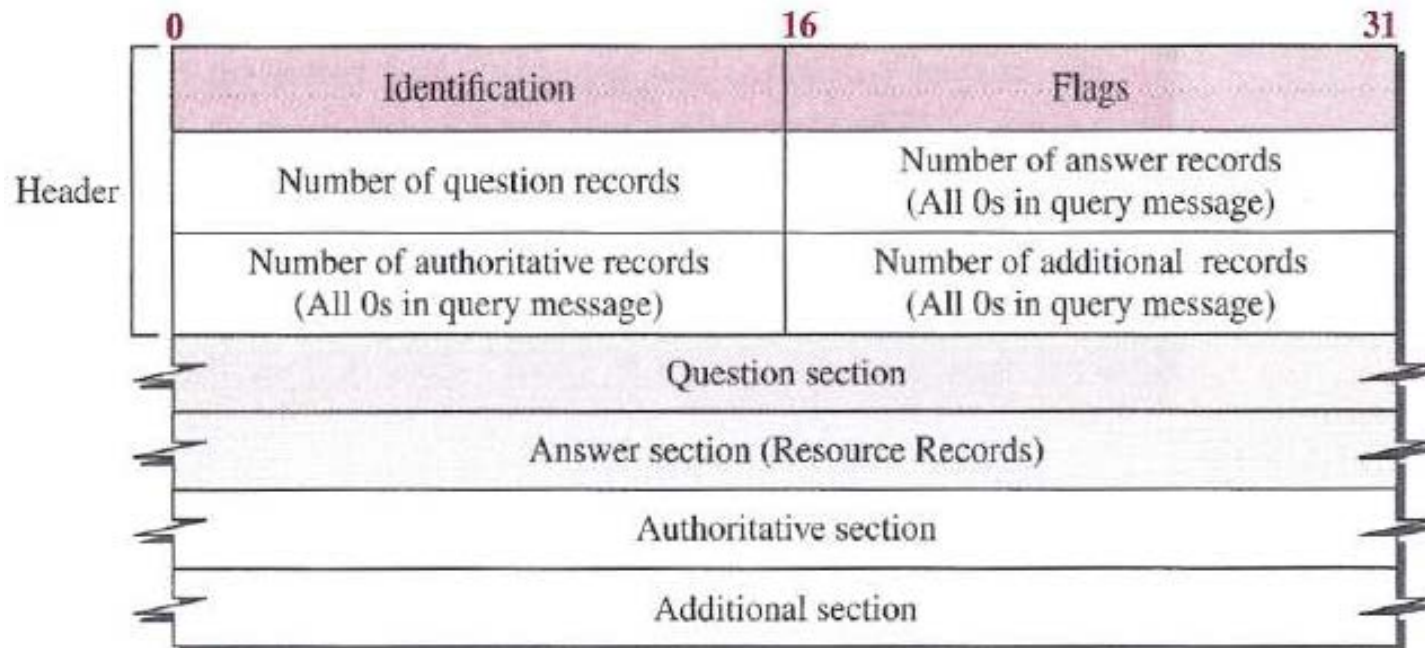 0 16 31
Header
Identification
Flags
Number of question records
Number of answer records
(All 0s in query message)
Number of authoritative records
(All 0s in query message)
Number of additional records
(All 0s in query message)
Question section
Answer section (Resource Records)
Authoritative section
Additional section